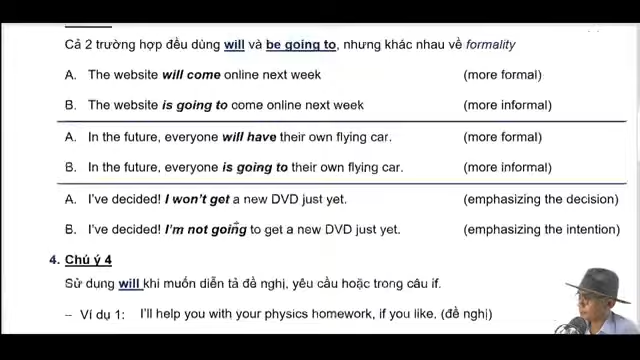 Cả 2 trường hợp đều dùng will và be going to, nhưng khác nhau về formality
A. The website will come online next week (more formal)
B. The website is going to come online next week (more informal)
A. In the future, everyone will have their own flying car. (more formal)
B. In the future, everyone is going to their own flying car. (more informal)
A. I've decided! I won't get a new DVD just yet. (emphasizing the decision)
B. I've decided! I'm not going to get a new DVD just yet. (emphasizing the intention)
4. Chú ý 4
Sử dụng will khi muốn diễn tả đề nghị, yêu cầu hoặc trong câu if.
– Ví dụ 1: I'll help you with your physics homework, if you like. (đề nghị)